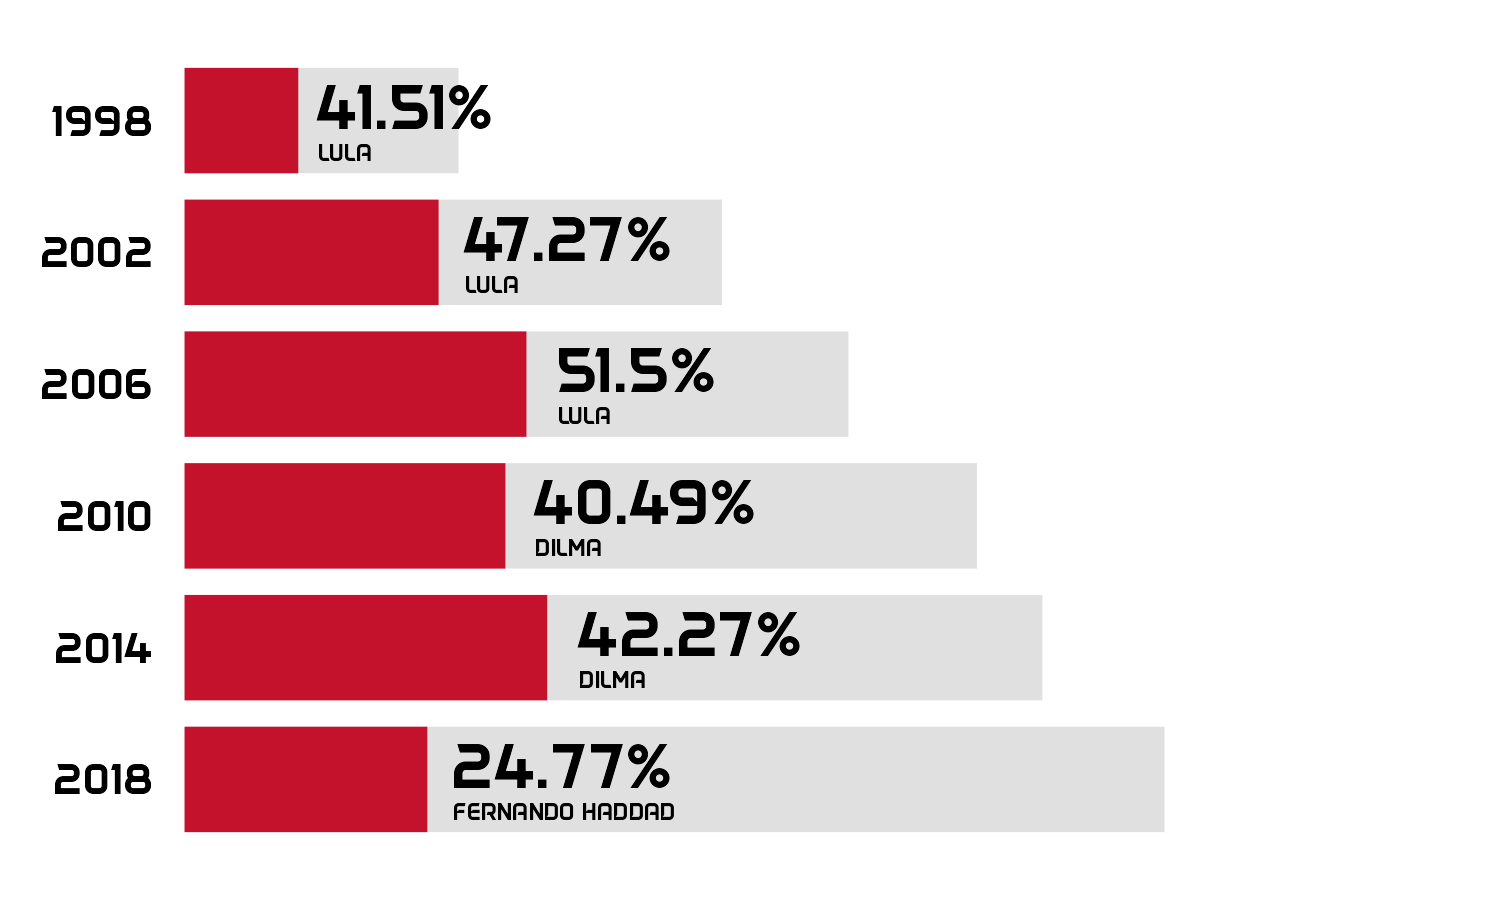 1998
41.51%
LULA
2002
47.27%
LULA
2006
51.5%
LULA
2010
40.49%
DILMA
2014
42.27%
DILMA
2018
24.77%
FERNANDO HADDAD